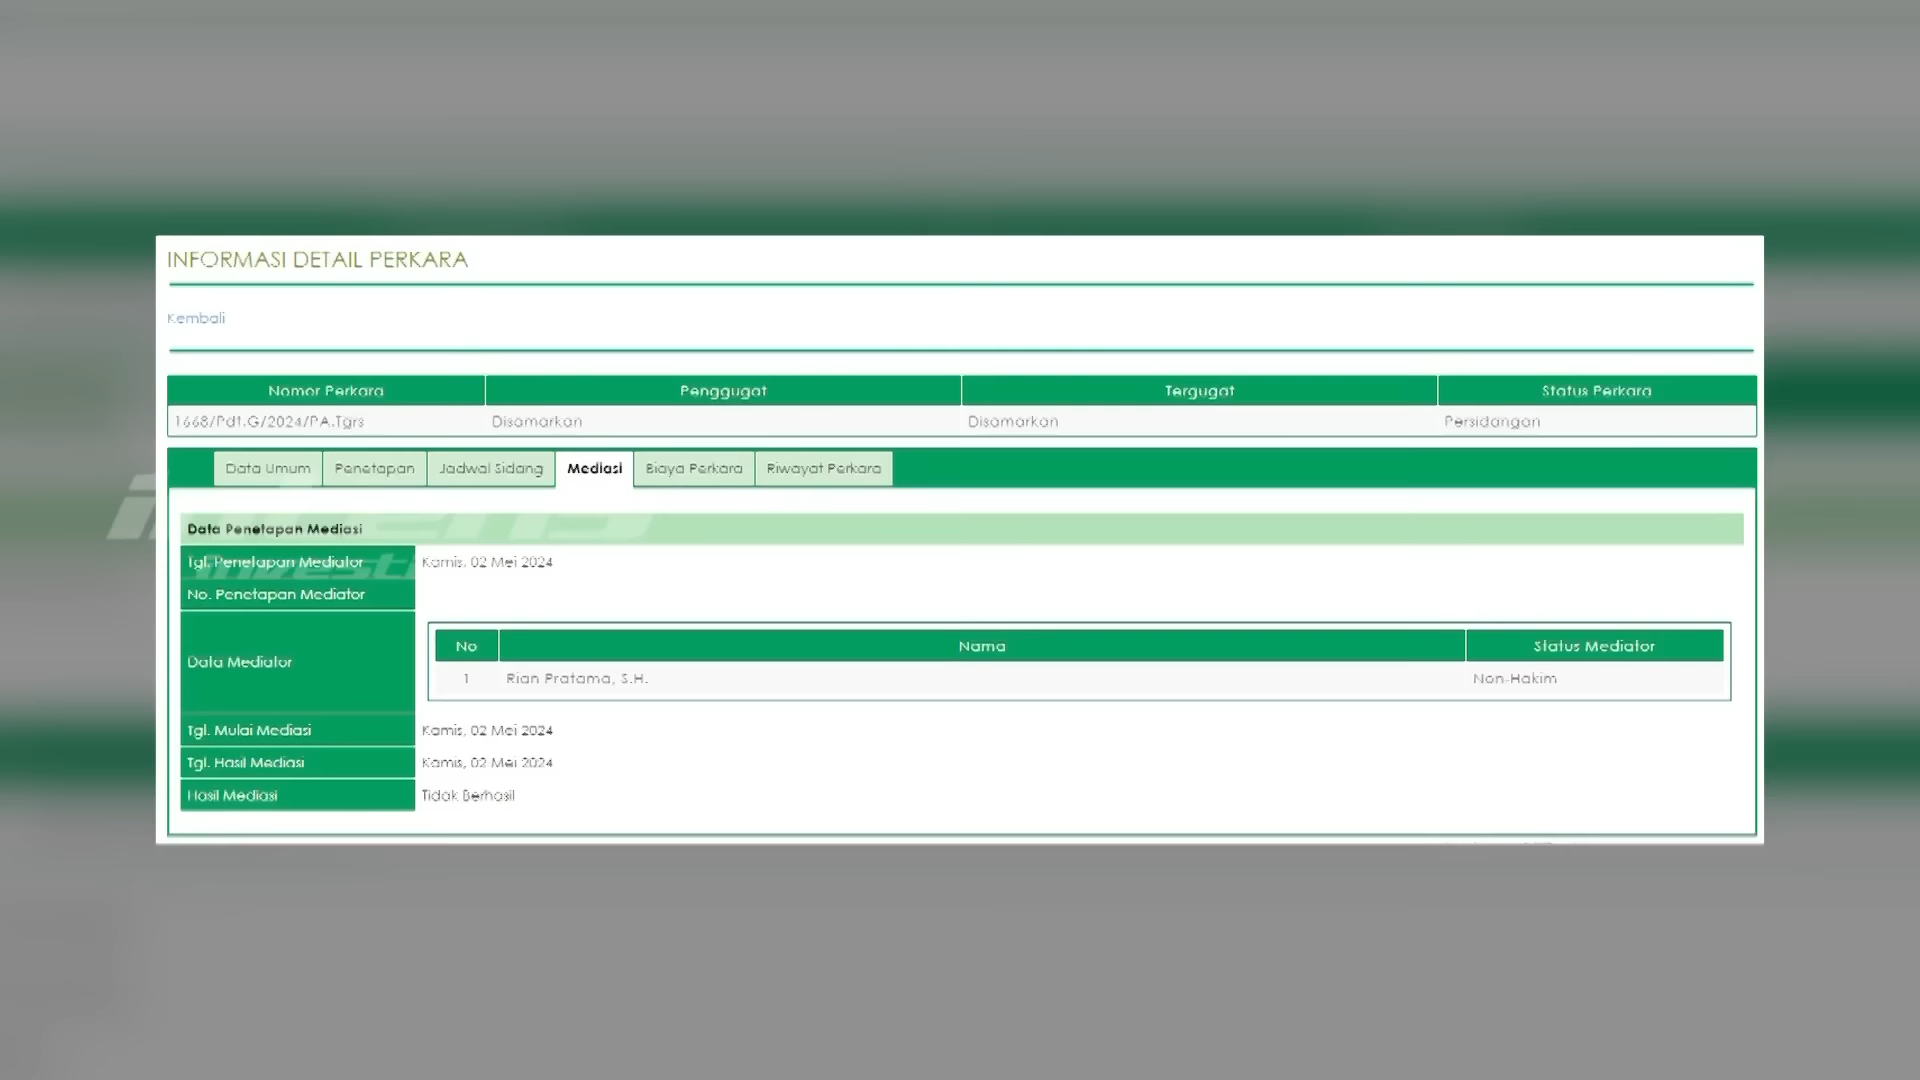 INFORMASI DETAIL PERKARA
Kembali
Nomor Perkara Penggugat Tergugat Status Perkara
1668/Pdt.G/2024/PA.Tgrs Disamarkan Disamarkan Persidangan
Data Umum Penetapan Jadwal Sidang Mediasi Biaya Perkara Riwayat Perkara
intens
investi
Data Penetapan Mediasi
Tgl. Penetapan Mediator Kamis, 02 Mei 2024
No. Penetapan Mediator
Data Mediator
No Nama Status Mediator
1 Rian Pratama, S.H. Non-Hakim
Tgl. Mulai Mediasi Kamis, 02 Mei 2024
Tgl. Hasil Mediasi Kamis, 02 Mei 2024
Hasil Mediasi Tidak Berhasil